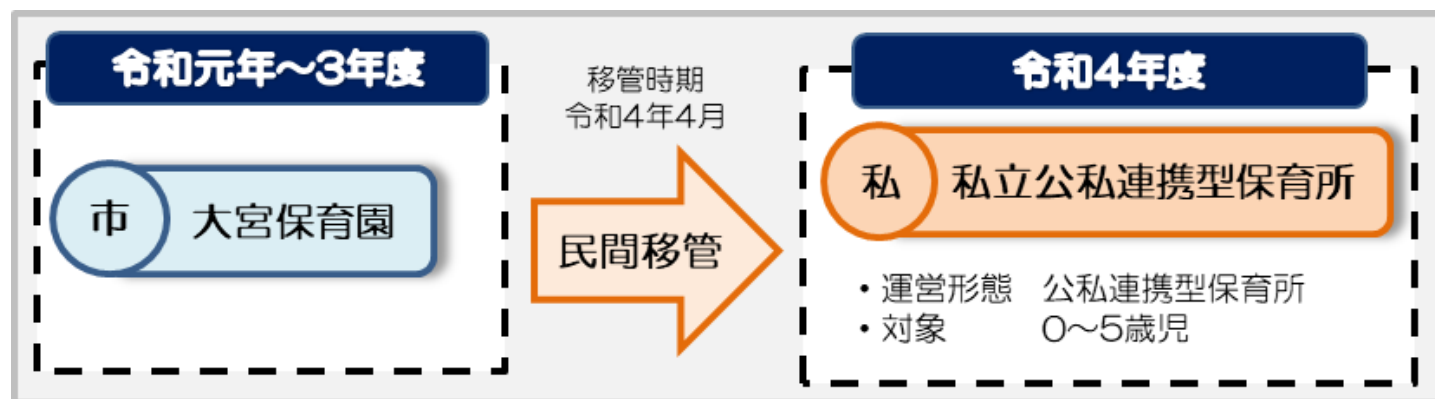 令和元年～3年度
市 大宮保育園
移管時期
令和4年4月
民間移管
令和4年度
私 私立公私連携型保育所
・運営形態 公私連携型保育所
・対象 0～5歳児